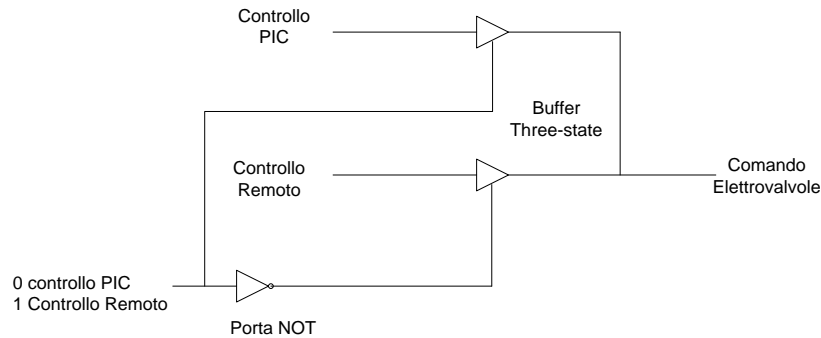 Controllo
PIC
Buffer
Three-state
Controllo
Remoto
Comando
Elettrovalvole
0 controllo PIC
1 Controllo Remoto
Porta NOT